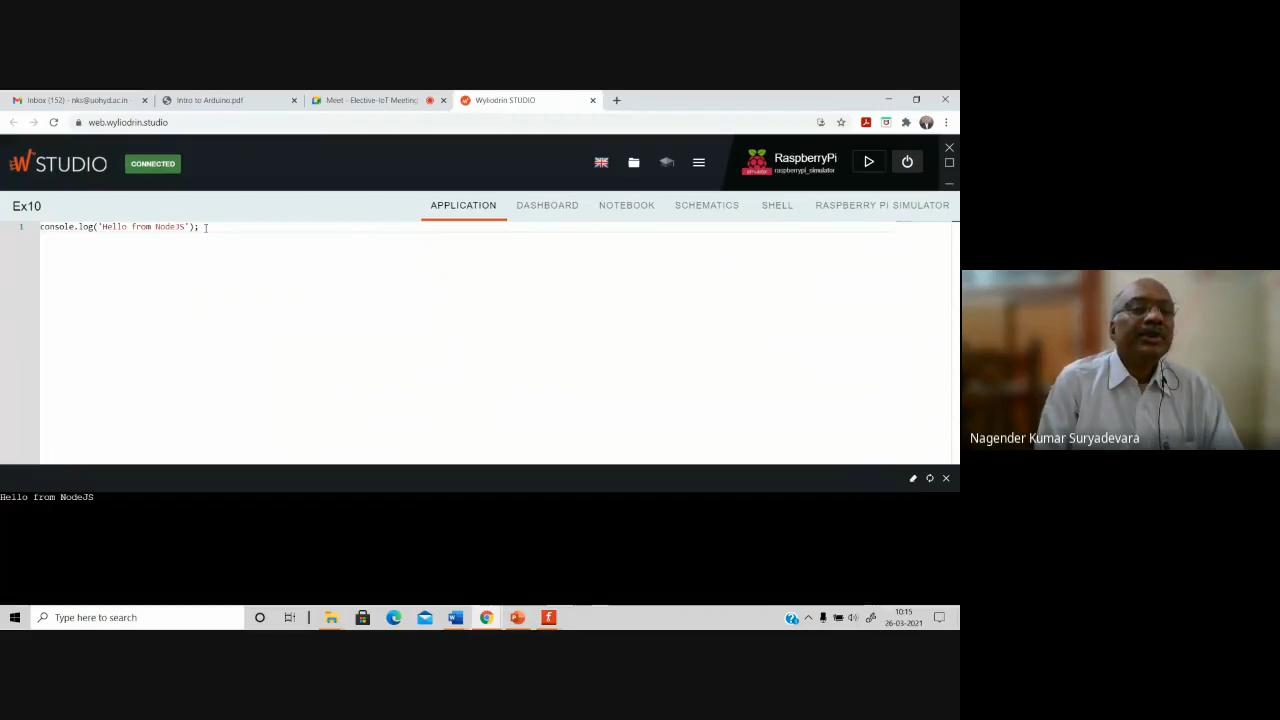 Inbox (152) - nks@uohyd.ac.in -
Intro to Arduino.pdf
Meet - Elective-IoT Meeting
Wyliodrin STUDIO
web.wyliodrin.studio
STUDIO
CONNECTED
RaspberryPi
raspberrypi_simulator
Ex10
APPLICATION
DASHBOARD
NOTEBOOK
SCHEMATICS
SHELL
RASPBERRY PI SIMULATOR
1 console.log('Hello from NodeJS');
Nagender Kumar Suryadevara
Hello from NodeJS
Type here to search
10:15
26-03-2021